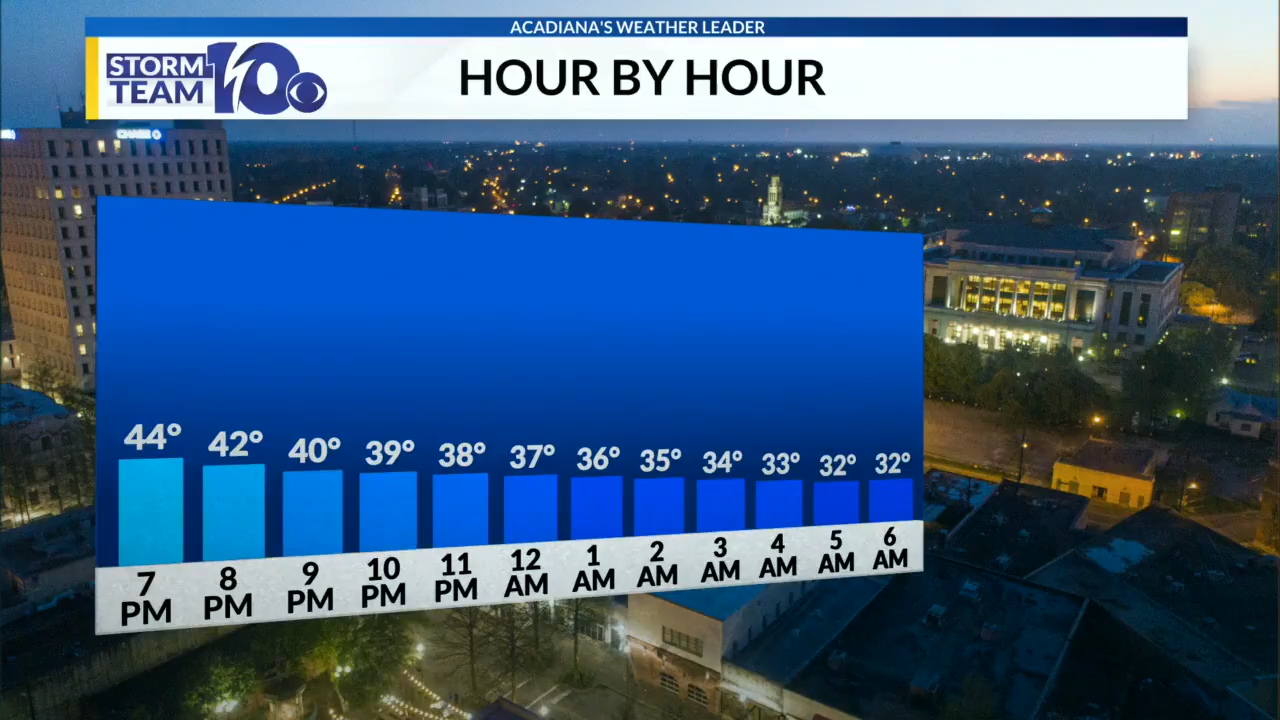 ACADIANA'S WEATHER LEADER
STORM TEAM 10
HOUR BY HOUR
44° 42° 40° 39° 38° 37° 36° 35° 34° 33° 32° 32°
7 PM 8 PM 9 PM 10 PM 11 PM 12 AM 1 AM 2 AM 3 AM 4 AM 5 AM 6 AM
CHASE